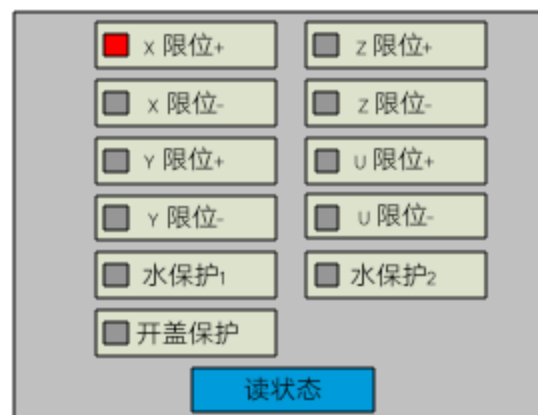 X 限位+ Z 限位+
X 限位- Z 限位-
Y 限位+ U 限位+
Y 限位- U 限位-
水保护1 水保护2
开盖保护
读状态